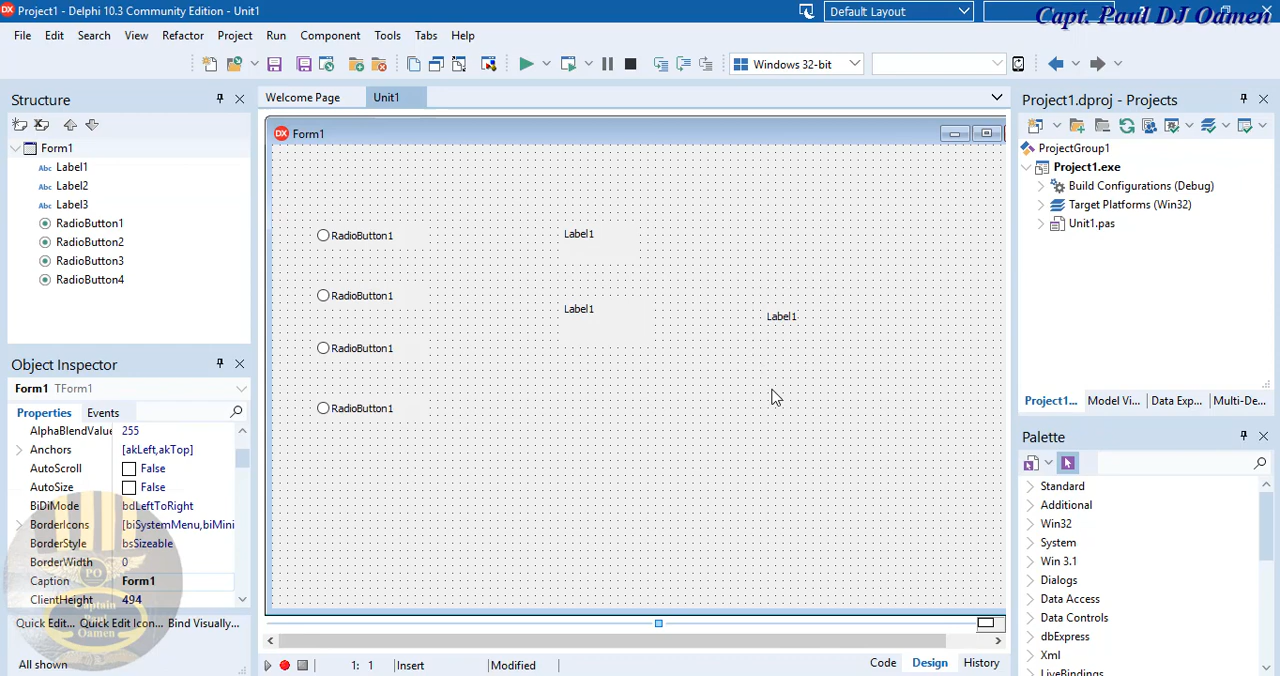 Project1 - Delphi 10.3 Community Edition - Unit1
Default Layout
Capt. Paul DJ Oamen
File Edit Search View Refactor Project Run Component Tools Tabs Help
Windows 32-bit
Structure
Form1
Label1
Label2
Label3
RadioButton1
RadioButton2
RadioButton3
RadioButton4
Object Inspector
Form1 TForm1
Properties Events
AlphaBlendValue 255
Anchors [akLeft,akTop]
AutoScroll False
AutoSize False
BiDiMode bdLeftToRight
BorderIcons [biSystemMenu,biMini
BorderStyle bsSizeable
BorderWidth 0
Caption Form1
ClientHeight 494
Quick Edit... Quick Edit Icon... Bind Visually...
All shown
PO
Captain
Paul
Oamen
Welcome Page Unit1
Form1
RadioButton1 Label1
RadioButton1
Label1
Label1
RadioButton1
RadioButton1
1: 1 Insert Modified
Code Design History
Project1.dproj - Projects
ProjectGroup1
Project1.exe
Build Configurations (Debug)
Target Platforms (Win32)
Unit1.pas
Project1... Model Vi... Data Exp... Multi-De...
Palette
Standard
Additional
Win32
System
Win 3.1
Dialogs
Data Access
Data Controls
dbExpress
Xml
LiveBindings